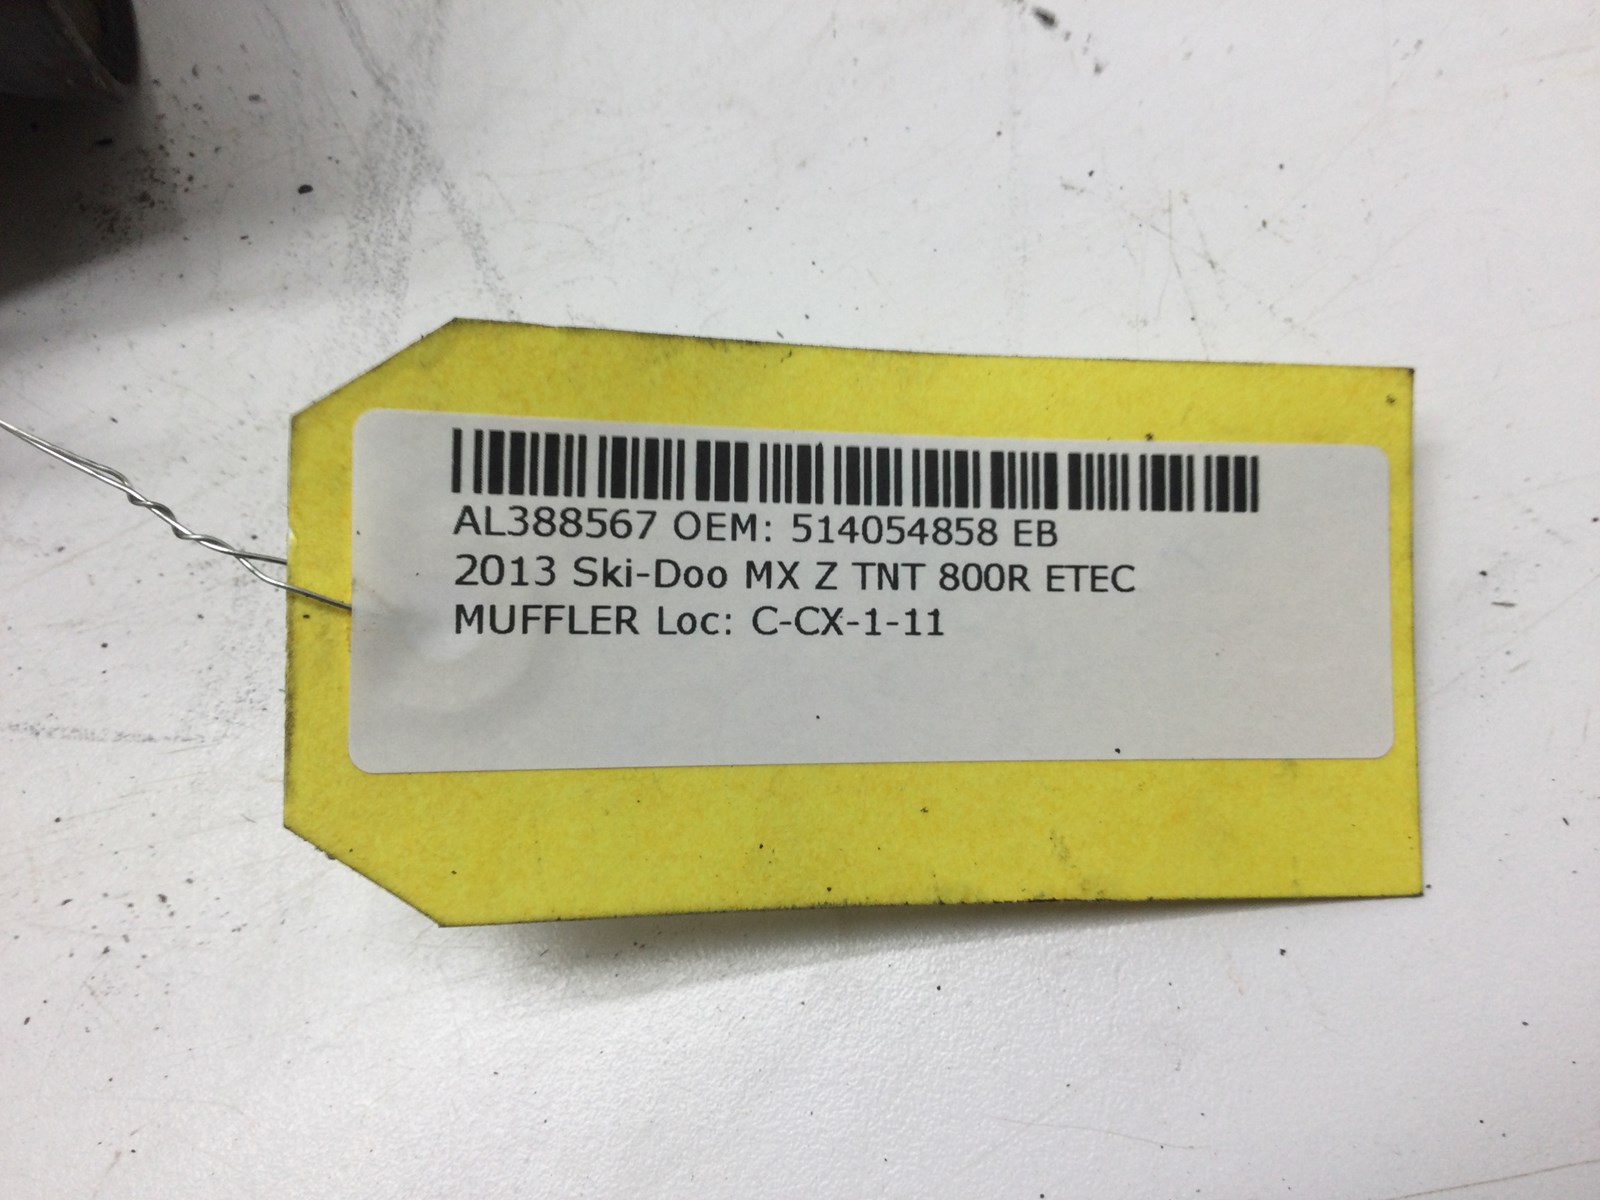 AL388567 OEM: 514054858 EB
2013 Ski-Doo MX Z TNT 800R ETEC
MUFFLER Loc: C-CX-1-11